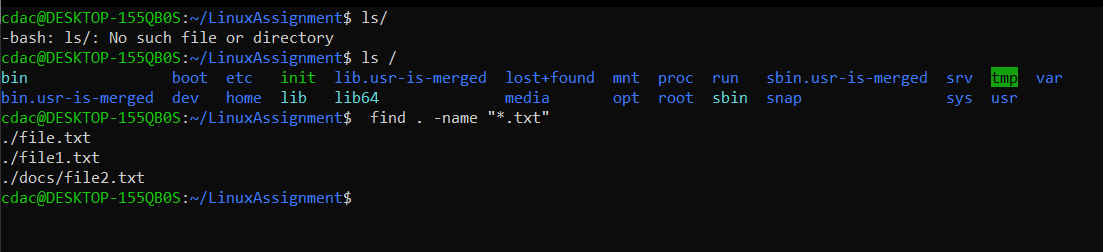 cdac@DESKTOP-155QB0S:~/LinuxAssignment$ ls/
-bash: ls/: No such file or directory
cdac@DESKTOP-155QB0S:~/LinuxAssignment$ ls /
bin                boot  etc   init  lib.usr-is-merged  lost+found  mnt  proc  run   sbin.usr-is-merged  srv  tmp  var
bin.usr-is-merged  dev   home  lib   lib64              media       opt  root  sbin  snap                sys  usr
cdac@DESKTOP-155QB0S:~/LinuxAssignment$  find . -name "*.txt"
./file.txt
./file1.txt
./docs/file2.txt
cdac@DESKTOP-155QB0S:~/LinuxAssignment$